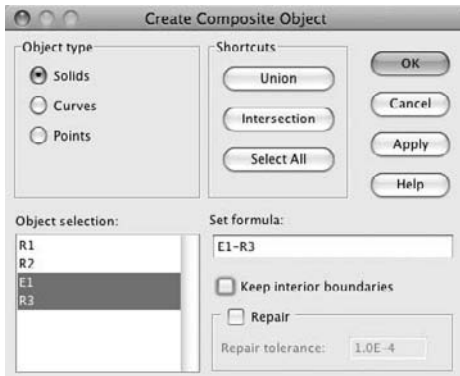 Create Composite Object
Object type
Solids
Curves
Points
Shortcuts
Union
Intersection
Select All
OK
Cancel
Apply
Help
Object selection:
R1
R2
E1
R3
Set formula:
E1-R3
Keep interior boundaries
Repair
Repair tolerance: 1.0E-4